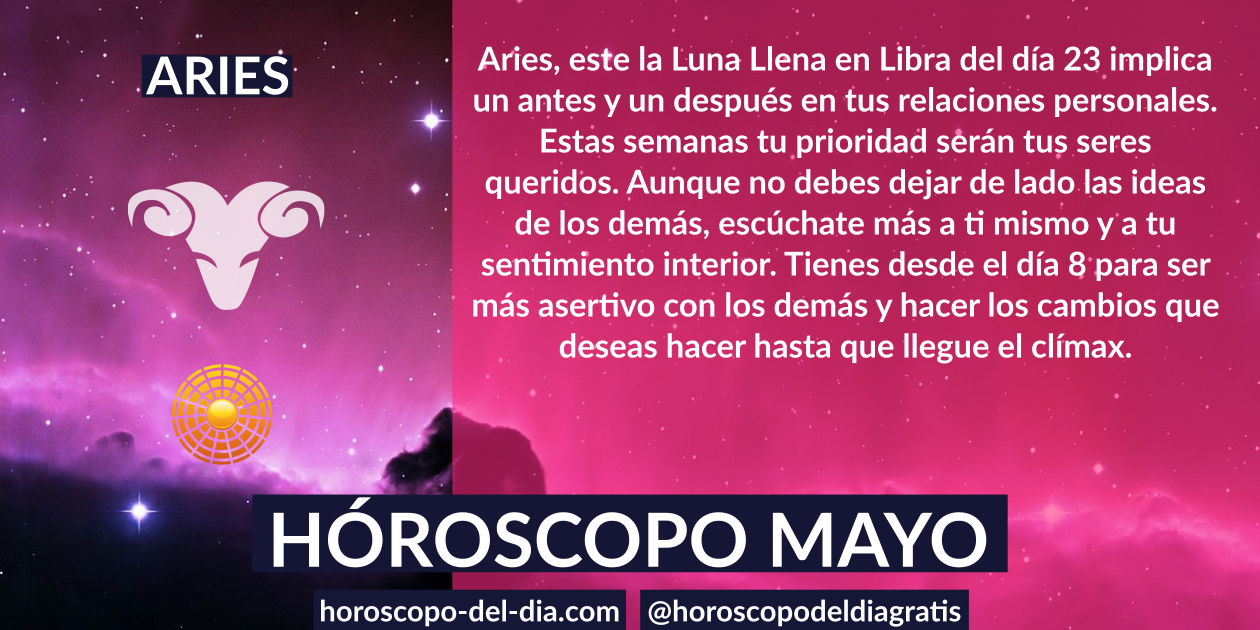 ARIES
Aries, este la Luna Llena en Libra del día 23 implica
un antes y un después en tus relaciones personales.
Estas semanas tu prioridad serán tus seres
queridos. Aunque no debes dejar de lado las ideas
de los demás, escúchate más a ti mismo y a tu
sentimiento interior. Tienes desde el día 8 para ser
más asertivo con los demás y hacer los cambios que
deseas hacer hasta que llegue el clímax.
HÓROSCOPO MAYO
horoscopo-del-dia.com
@horoscopodeldiagratis